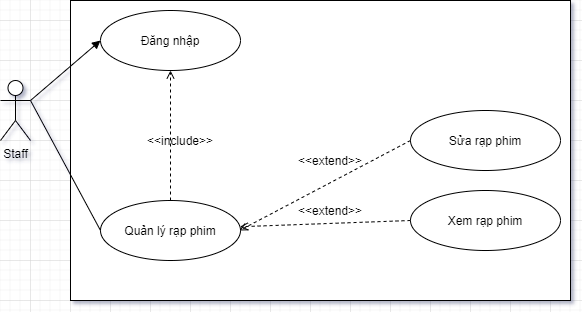 Đăng nhập
Staff
<<include>>
Sửa rạp phim
<<extend>>
<<extend>>
Xem rạp phim
Quản lý rạp phim